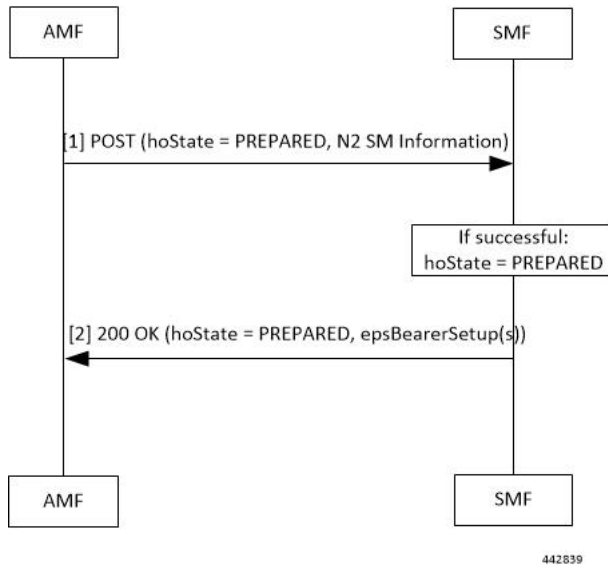 AMF
SMF
[1] POST (hoState = PREPARED, N2 SM Information)
If successful:
hoState = PREPARED
[2] 200 OK (hoState = PREPARED, epsBearerSetup(s))
AMF
SMF
442839